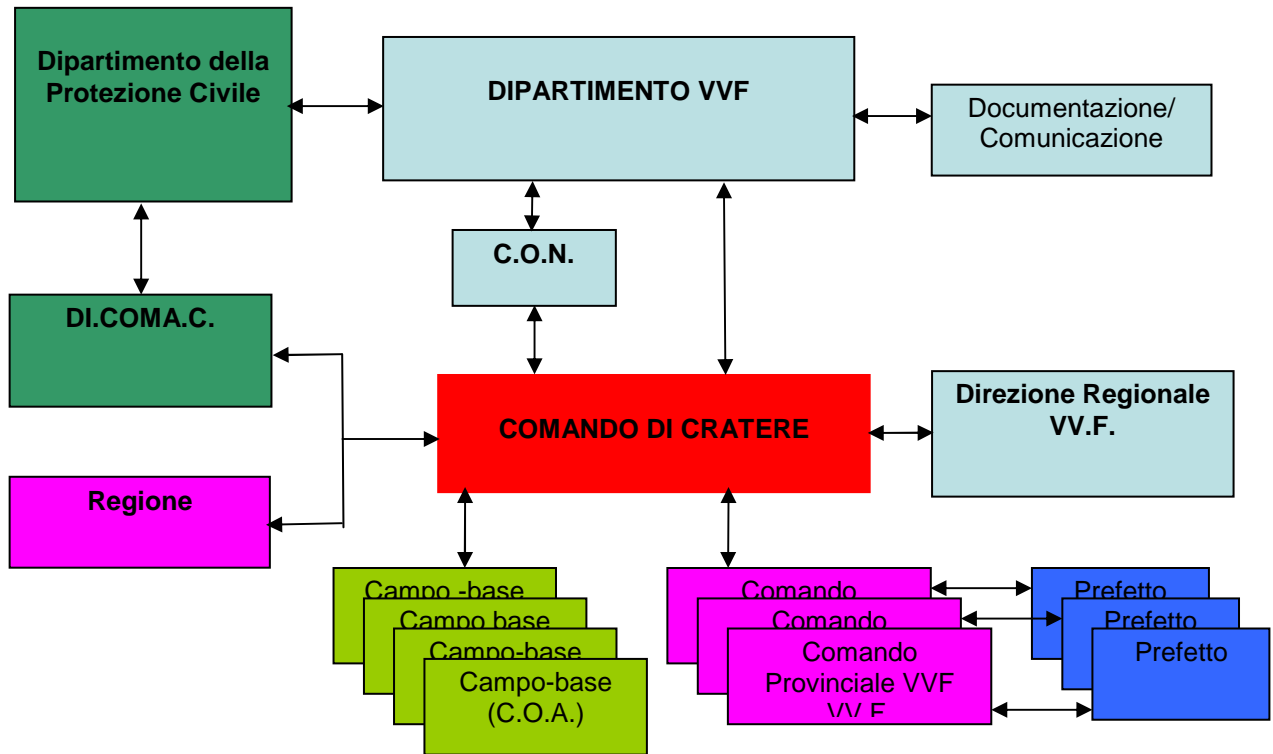 Dipartimento della
Protezione Civile
DIPARTIMENTO VVF
Documentazione/
Comunicazione
C.O.N.
DI.COMA.C.
COMANDO DI CRATERE
Direzione Regionale
VV.F.
Regione
Campo -base
Campo base
Campo-base
Campo-base
(C.O.A.)
Comando
Comando
Comando
Provinciale VVF
VV.F
Prefetto
Prefetto
Prefetto